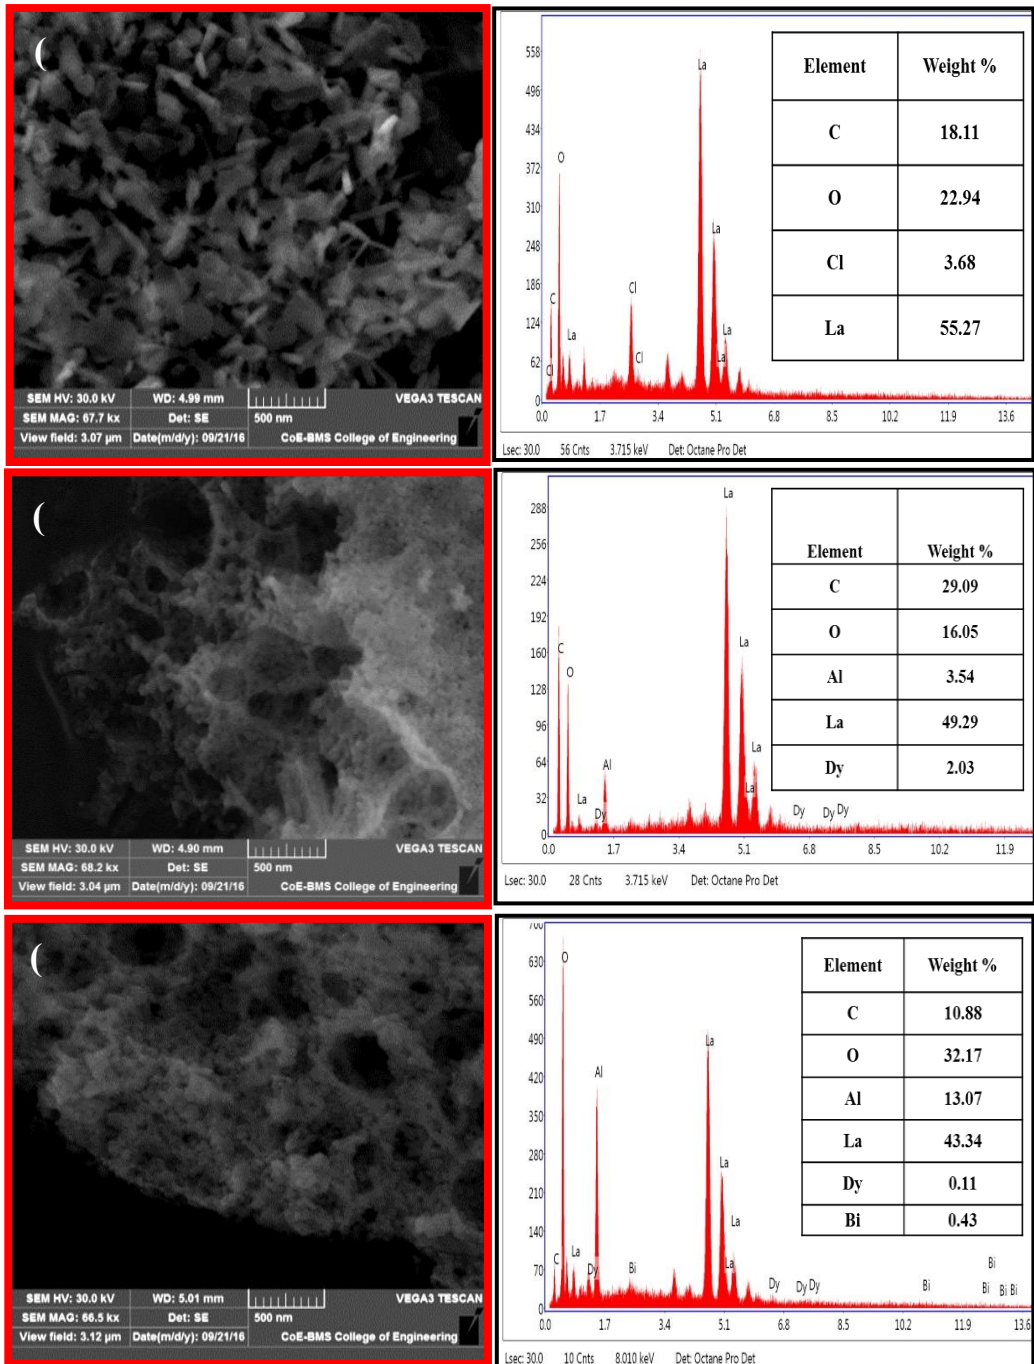 (
SEM HV: 30.0 kV WD: 4.99 mm VEGA3 TESCAN
SEM MAG: 67.7 kx Det: SE 500 nm
View field: 3.07 µm Date(m/d/y): 09/21/16 CoE-BMS College of Engineering
558
496
434
372
310
248
186
124
62
0
La
O
La
Cl
C
La
La
La
Cl
Cl
0.0 1.7 3.4 5.1 6.8 8.5 10.2 11.9 13.6
Lsec: 30.0 56 Cnts 3.715 keV Det: Octane Pro Det
Element Weight %
C 18.11
O 22.94
Cl 3.68
La 55.27
(
SEM HV: 30.0 kV WD: 4.90 mm VEGA3 TESCAN
SEM MAG: 68.2 kx Det: SE 500 nm
View field: 3.04 µm Date(m/d/y): 09/21/16 CoE-BMS College of Engineering
288
256
224
192
160
128
96
64
32
0
La
C
La
O
La
Al
La
La
Dy
Dy
Dy Dy
0.0 1.7 3.4 5.1 6.8 8.5 10.2 11.9
Lsec: 30.0 28 Cnts 3.715 keV Det: Octane Pro Det
Element Weight %
C 29.09
O 16.05
Al 3.54
La 49.29
Dy 2.03
(
SEM HV: 30.0 kV WD: 5.01 mm VEGA3 TESCAN
SEM MAG: 66.5 kx Det: SE 500 nm
View field: 3.12 µm Date(m/d/y): 09/21/16 CoE-BMS College of Engineering
700
630
560
490
420
350
280
210
140
70
0
O
La
Al
La
La
La
C
La
Dy
Bi
Dy
Dy Dy
Bi
Bi
Bi
Bi Bi
0.0 1.7 3.4 5.1 6.8 8.5 10.2 11.9 13.6
Lsec: 30.0 10 Cnts 8.010 keV Det: Octane Pro Det
Element Weight %
C 10.88
O 32.17
Al 13.07
La 43.34
Dy 0.11
Bi 0.43